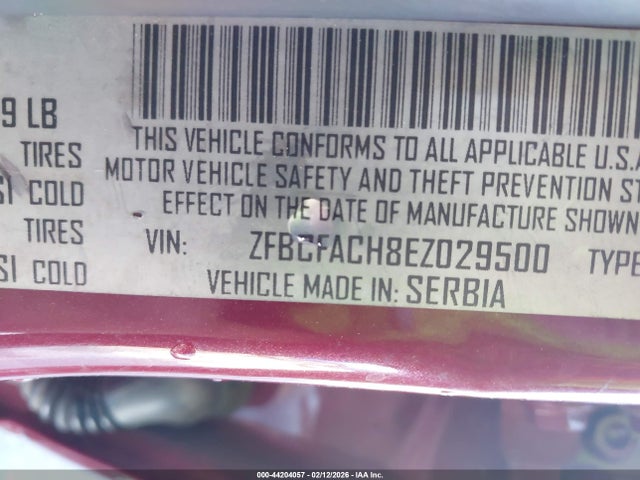 9 LB
THIS VEHICLE CONFORMS TO ALL APPLICABLE U.S.A
TIRES
MOTOR VEHICLE SAFETY AND THEFT PREVENTION ST
SI COLD
EFFECT ON THE DATE OF MANUFACTURE SHOWN
TIRES
VIN: ZFBCFACH8EZ029500 TYPE
SI COLD
VEHICLE MADE IN: SERBIA
000-44204057 - 02/12/2026 - IAA Inc.